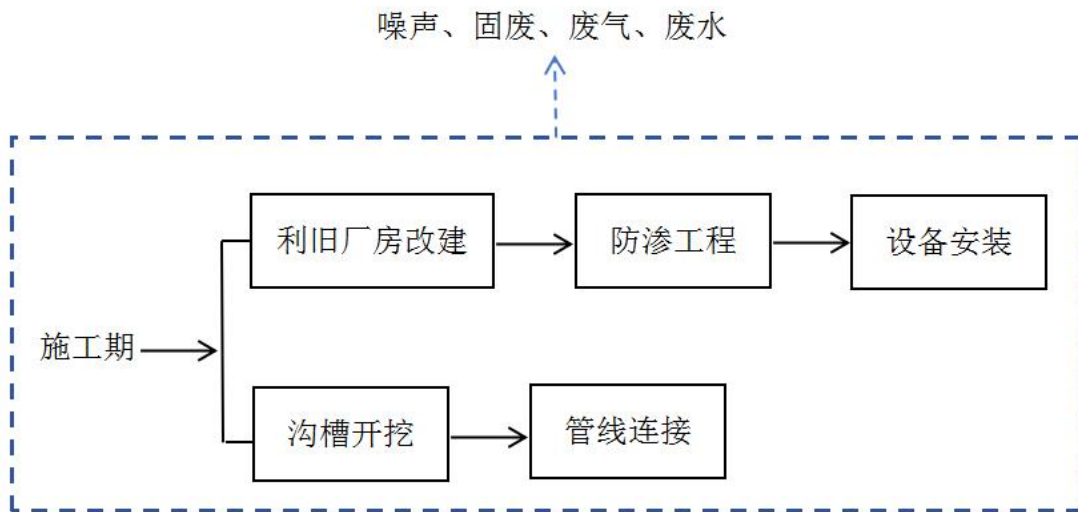 噪声、固废、废气、废水
利旧厂房改建
防渗工程
设备安装
施工期
沟槽开挖
管线连接